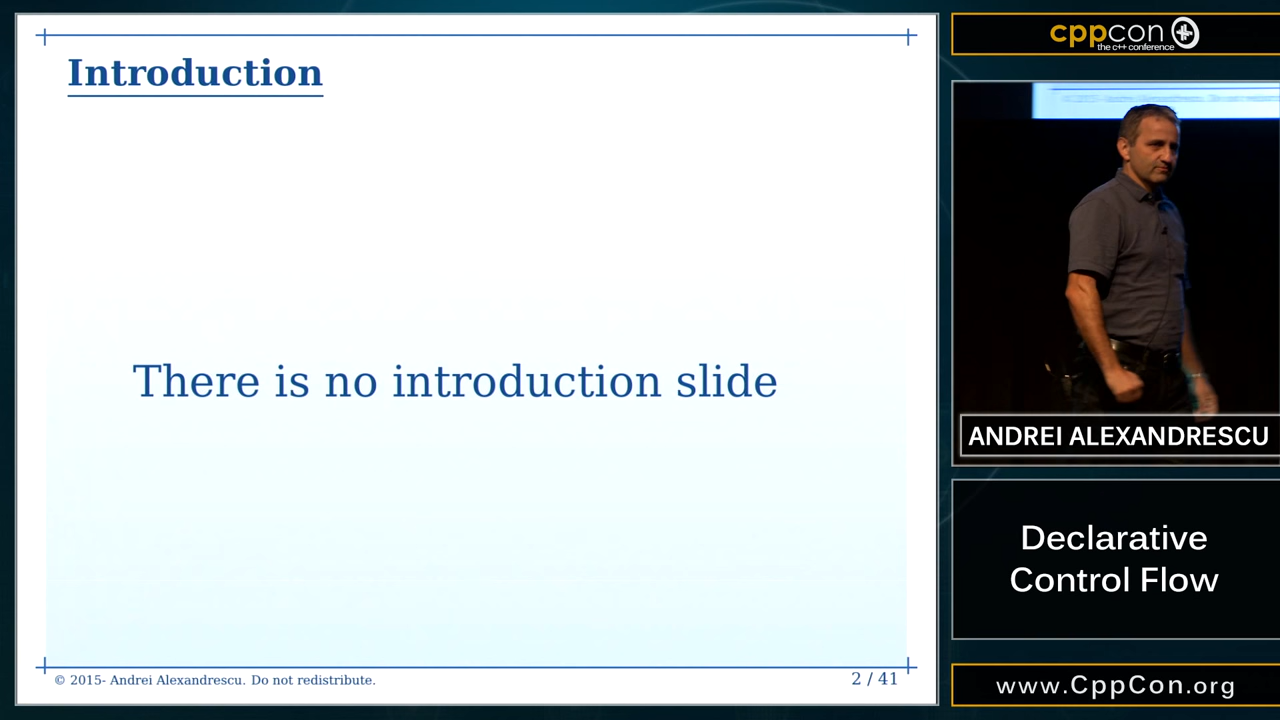 Introduction
There is no introduction slide
© 2015- Andrei Alexandrescu. Do not redistribute.
2 / 41
cppcon
the c++ conference
ANDREI ALEXANDRESCU
Declarative
Control Flow
www.CppCon.org